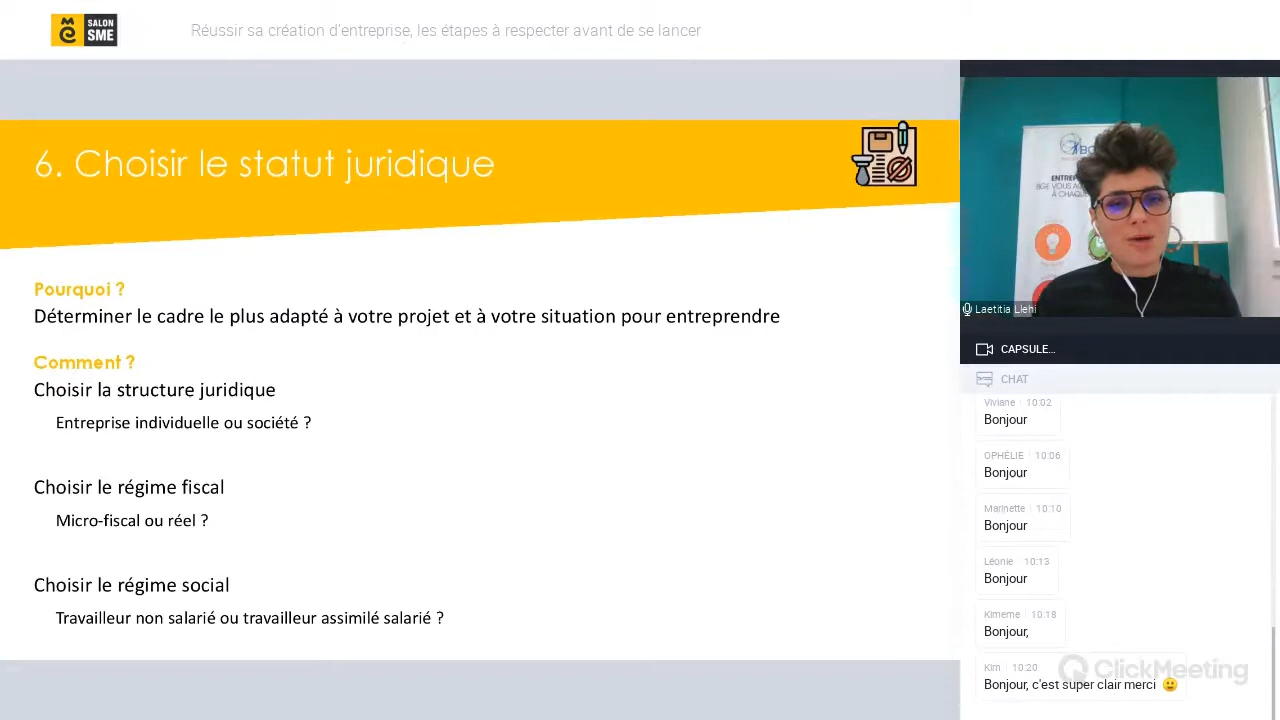 SALON
SME
Réussir sa création d'entreprise, les étapes à respecter avant de se lancer
6. Choisir le statut juridique
Pourquoi ?
Déterminer le cadre le plus adapté à votre projet et à votre situation pour entreprendre
Comment ?
Choisir la structure juridique
Entreprise individuelle ou société ?
Choisir le régime fiscal
Micro-fiscal ou réel ?
Choisir le régime social
Travailleur non salarié ou travailleur assimilé salarié ?
À CHAQUE
Laetitia Llehi
CAPSULE...
CHAT
Viviane 10:02
Bonjour
OPHÉLIE 10:06
Bonjour
Marinette 10:10
Bonjour
Léonie 10:13
Bonjour
Kimeme 10:18
Bonjour,
Kim 10:20
Bonjour, c'est super clair merci 🙂
ClickMeeting